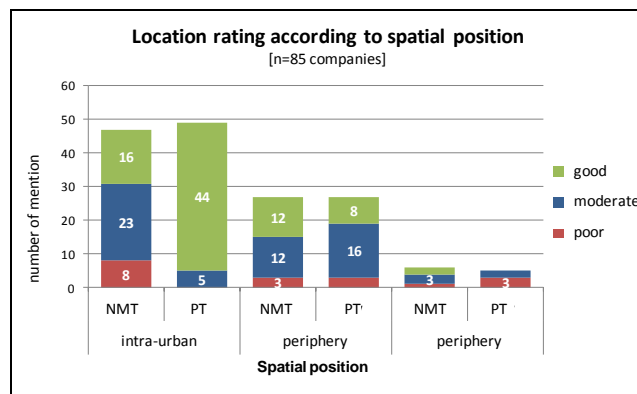 Location rating according to spatial position
[n=85 companies]
number of mention
60
50
40
30
20
10
0
16
23
8
44
5
12
12
3
8
16
3
3
good
moderate
poor
NMT PT NMT PT NMT PT
intra-urban periphery periphery
Spatial position